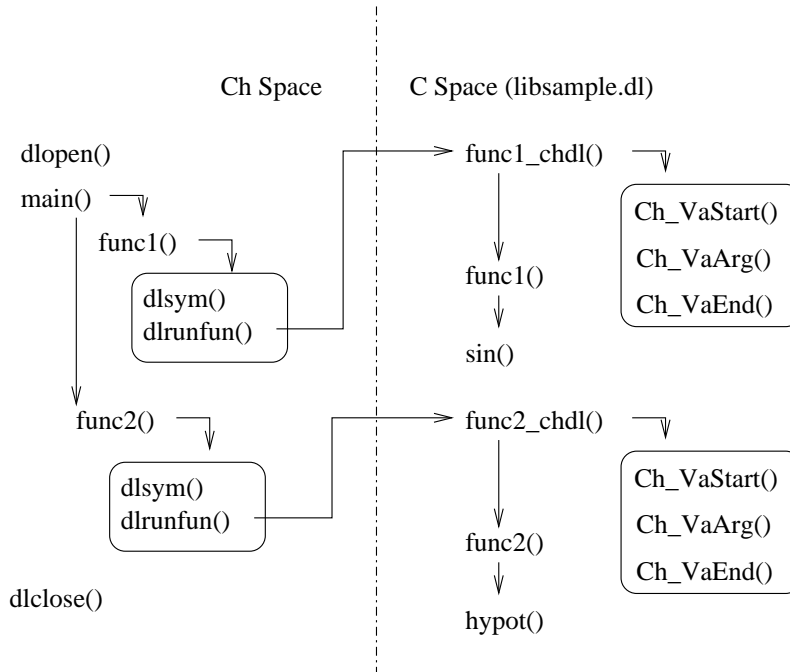 Ch Space
C Space (libsample.dl)
dlopen()
main()
func1()
dlsym()
dlrunfun()
func2()
dlsym()
dlrunfun()
dlclose()
func1_chdl()
Ch_VaStart()
Ch_VaArg()
Ch_VaEnd()
func1()
sin()
func2_chdl()
Ch_VaStart()
Ch_VaArg()
Ch_VaEnd()
func2()
hypot()